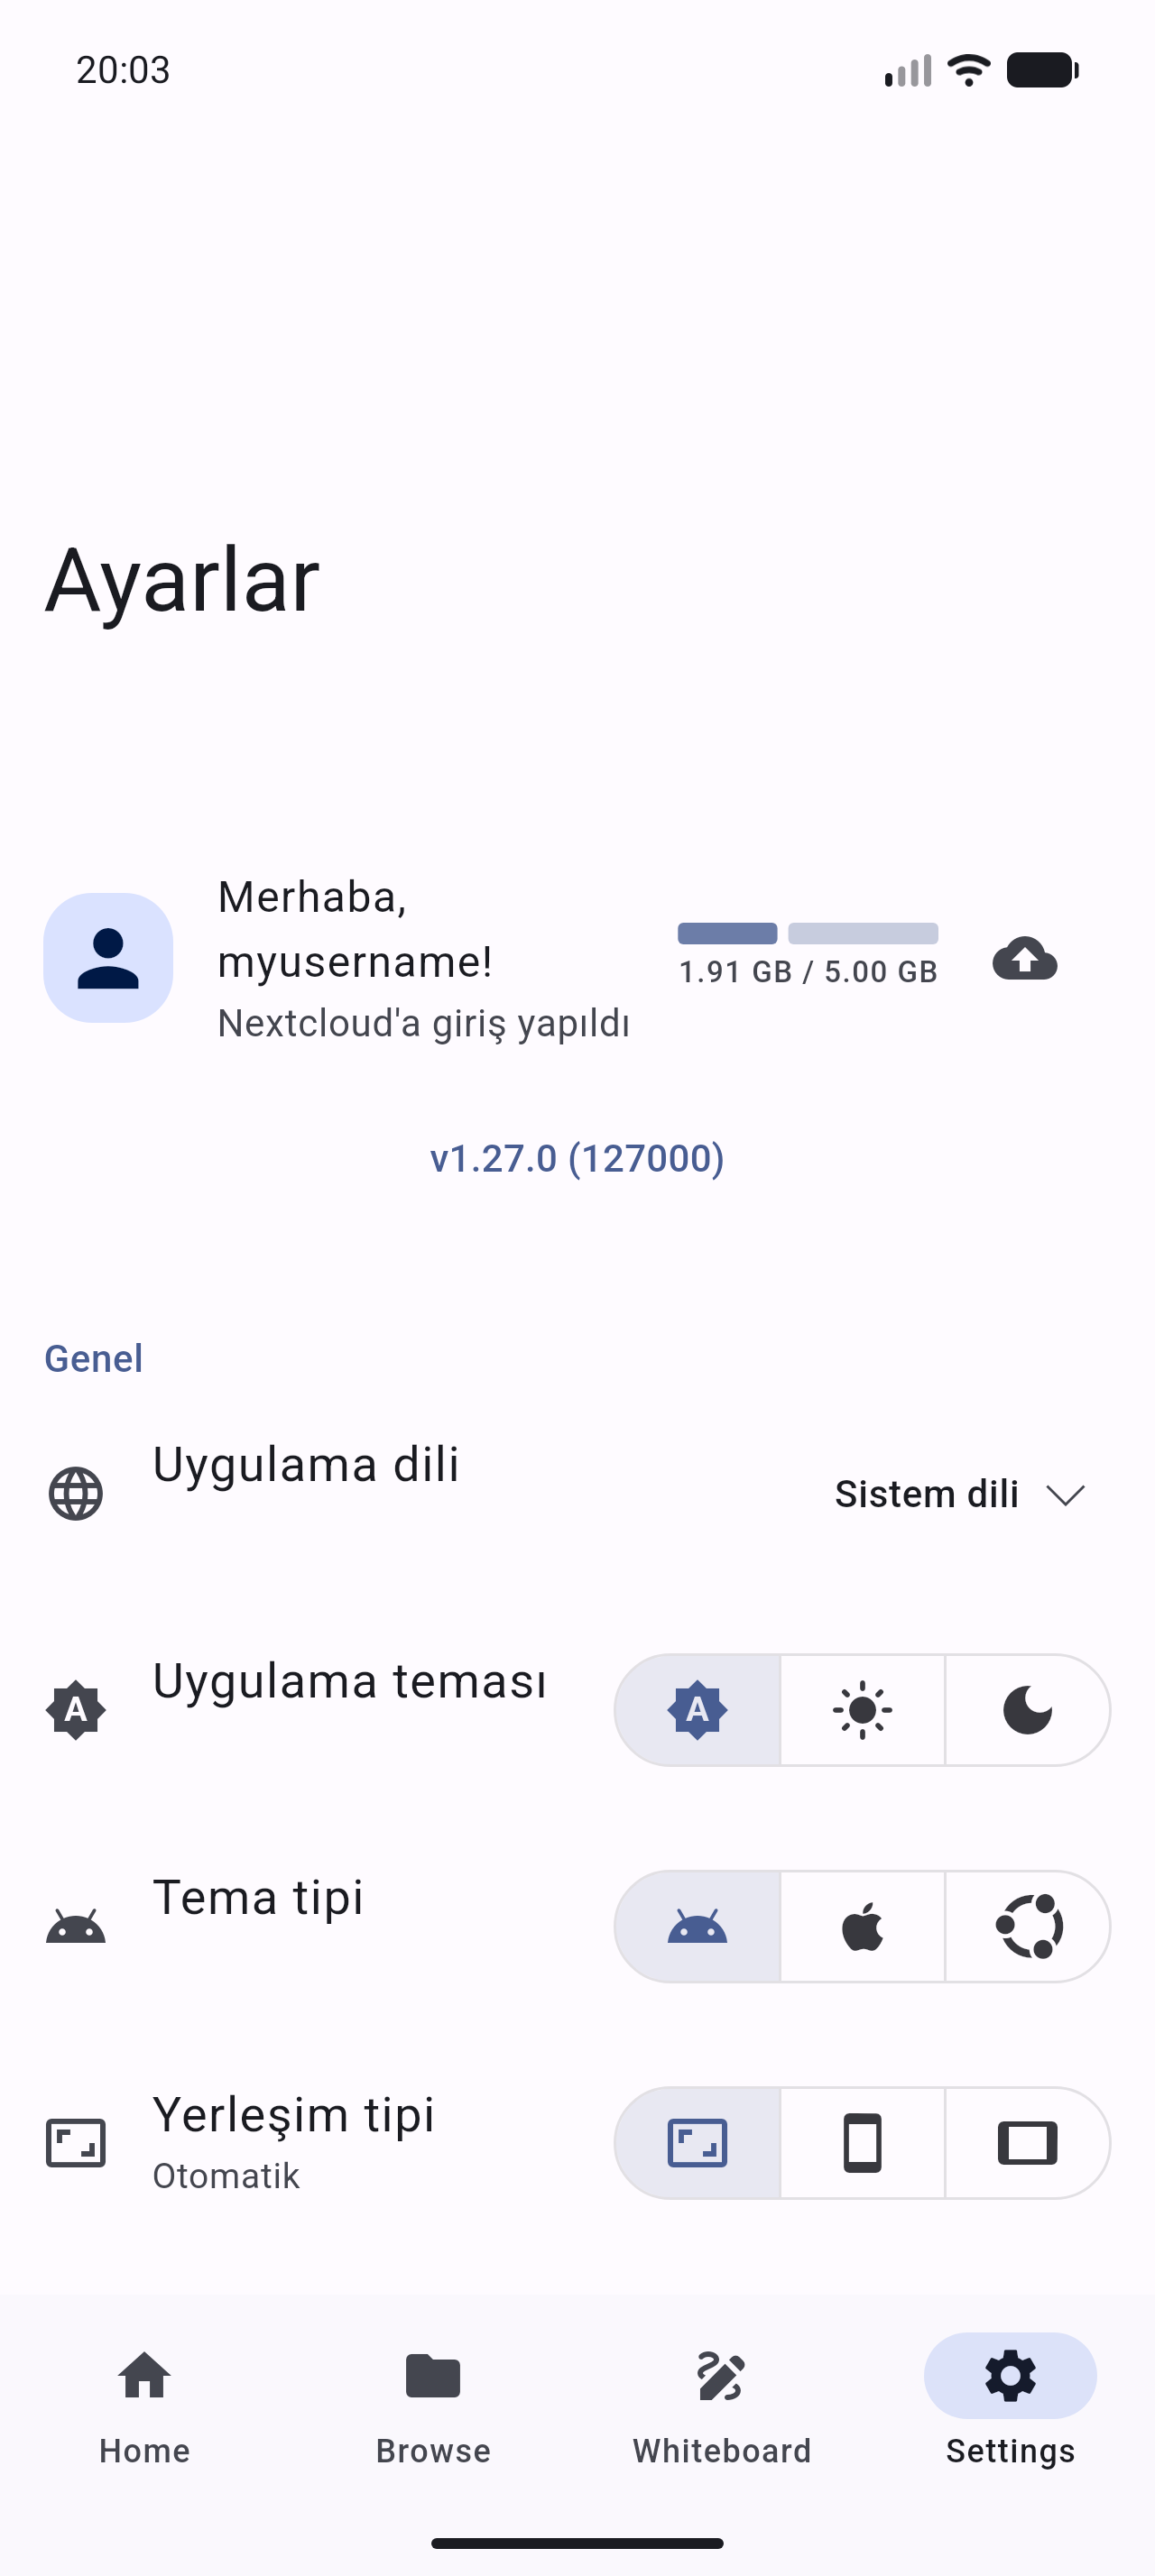 20:03
Ayarlar
Merhaba,
myusername!
Nextcloud'a giriş yapıldı
1.91 GB / 5.00 GB
v1.27.0 (127000)
Genel
Uygulama dili
Sistem dili
Uygulama teması
A
A
Tema tipi
Yerleşim tipi
Otomatik
Home
Browse
Whiteboard
Settings